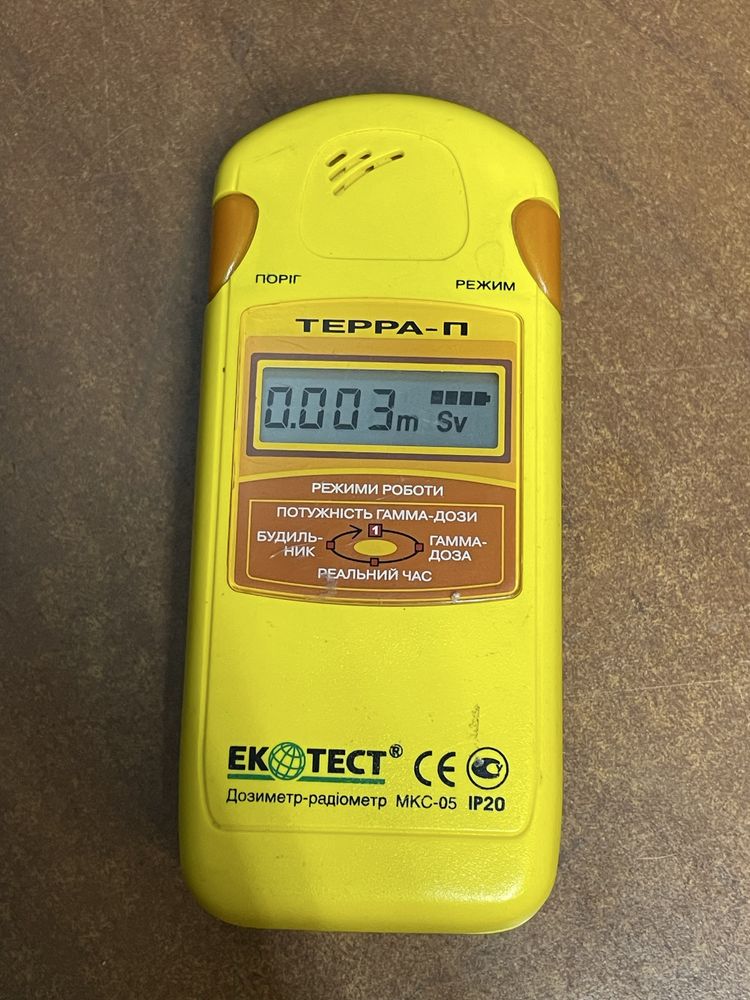 ПОРІГ
РЕЖИМ
ТЕРРА-П
0.003 m Sv
РЕЖИМИ РОБОТИ
ПОТУЖНІСТЬ ГАММА-ДОЗИ
1
БУДИЛЬ-
НИК
ГАММА-
ДОЗА
РЕАЛЬНИЙ ЧАС
ЕКОТЕСТ® CE
Дозиметр-радіометр МКС-05 IP20